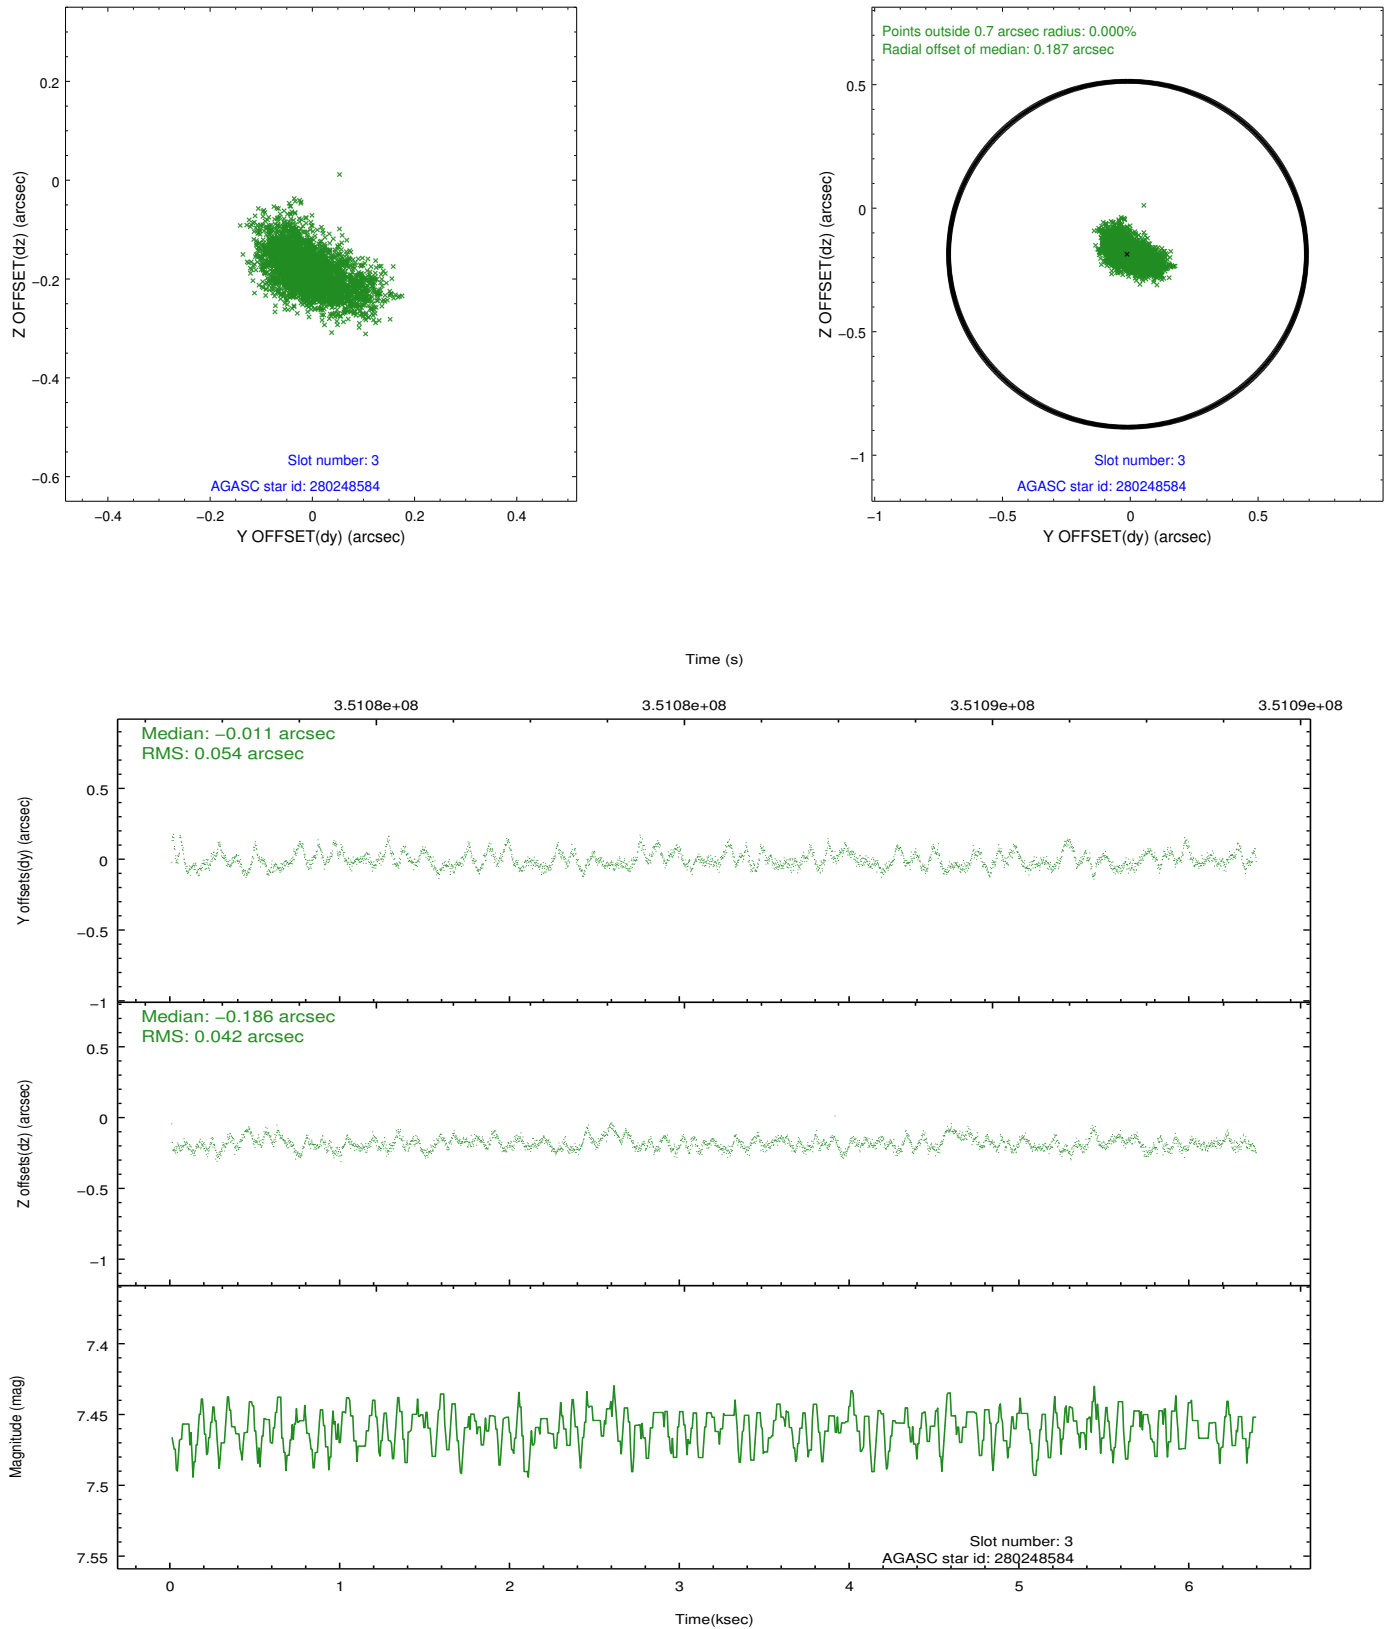 0.2
0
−0.2
−0.4
−0.6
Z OFFSET(dz) (arcsec)
Slot number: 3
AGASC star id: 280248584
−0.4
−0.2
0
0.2
0.4
Y OFFSET(dy) (arcsec)
Points outside 0.7 arcsec radius: 0.000%
Radial offset of median: 0.187 arcsec
0.5
0
−0.5
−1
Z OFFSET(dz) (arcsec)
Slot number: 3
AGASC star id: 280248584
−1
−0.5
0
0.5
Y OFFSET(dy) (arcsec)
Time (s)
3.5108e+08
3.5108e+08
3.5109e+08
3.5109e+08
Median: −0.011 arcsec
RMS: 0.054 arcsec
0.5
0
−0.5
−1
Y offsets(dy) (arcsec)
Median: −0.186 arcsec
RMS: 0.042 arcsec
0.5
0
−0.5
−1
Z offsets(dz) (arcsec)
7.4
7.45
7.5
7.55
Magnitude (mag)
Slot number: 3
AGASC star id: 280248584
0
1
2
3
4
5
6
Time(ksec)